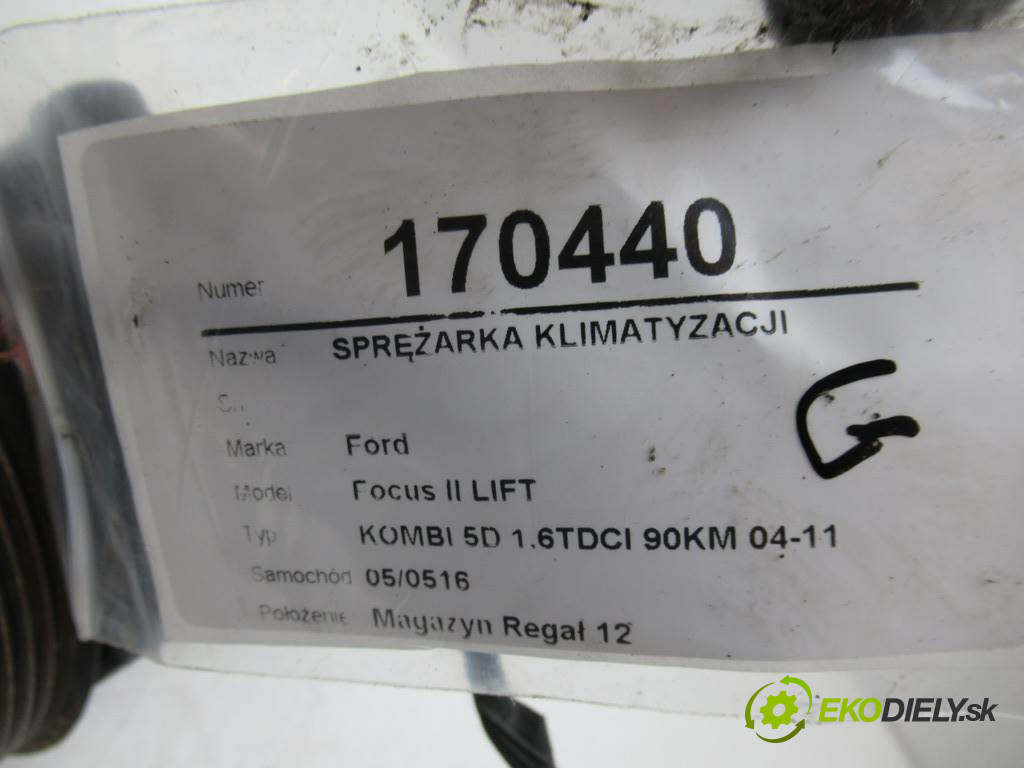 Numer 170440
Nazwa SPRĘŻARKA KLIMATYZACJI
Marka Ford
Model Focus II LIFT
Typ KOMBI 5D 1.6TDCI 90KM 04-11
Samochód 05/0516
Położenie Magazyn Regał 12
G
EKODIELY.sk